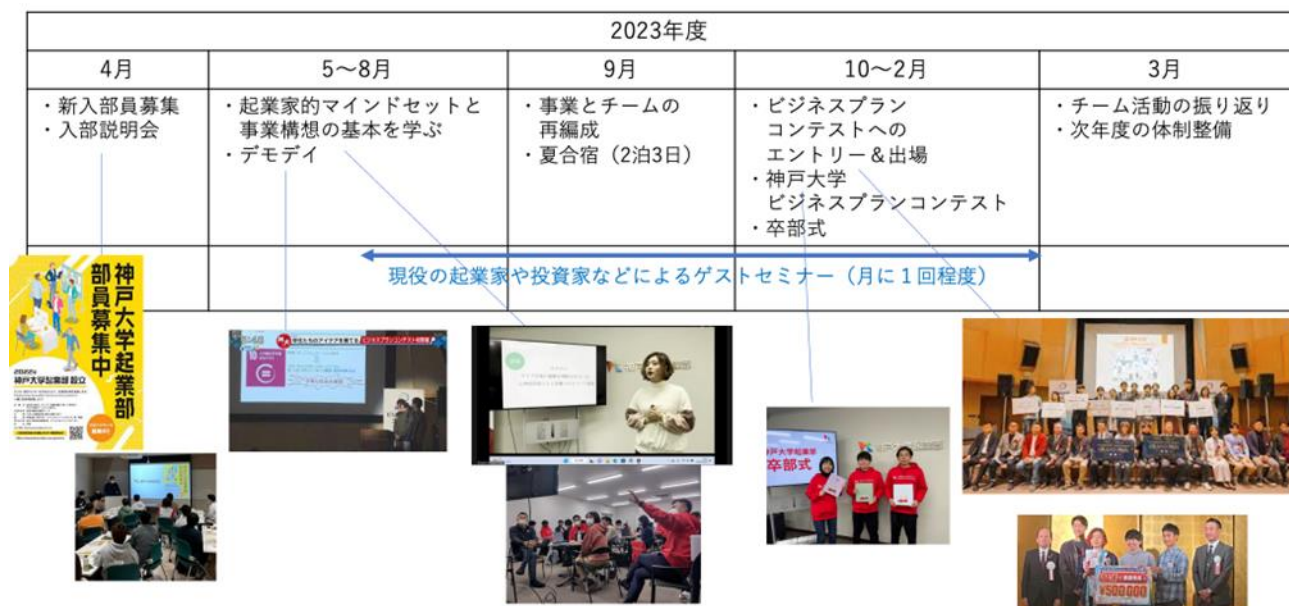 2023年度
4月
5～8月
9月
10～2月
3月
・新入部員募集
・入部説明会
・起業家的マインドセットと
事業構想の基本を学ぶ
・デモデイ
・事業とチームの
再編成
・夏合宿（2泊3日）
・ビジネスプラン
コンテストへの
エントリー＆出場
・神戸大学
ビジネスプランコンテスト
・卒部式
・チーム活動の振り返り
・次年度の体制整備
現役の起業家や投資家などによるゲストセミナー（月に１回程度）
神戸大学起業部
部員募集中
神戸大学起業部 設立
神戸大学起業部
卒部式
¥500,000